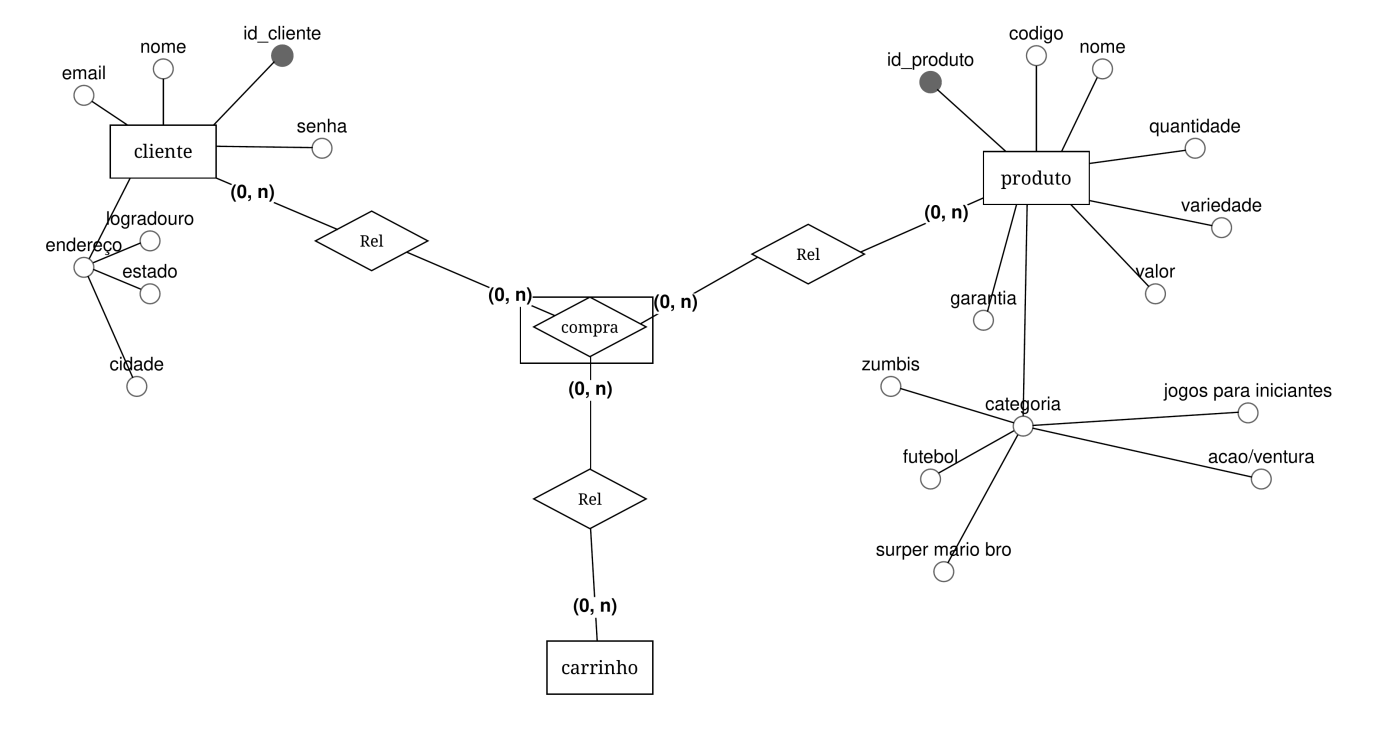 id_cliente
nome
email
senha
cliente
(0, n)
logradouro
endereço
estado
cidade
Rel
(0, n)
compra
(0, n)
(0, n)
Rel
(0, n)
carrinho
codigo
nome
id_produto
quantidade
produto
variedade
(0, n)
Rel
valor
garantia
zumbis
jogos para iniciantes
categoria
futebol
acao/ventura
surper mario bro